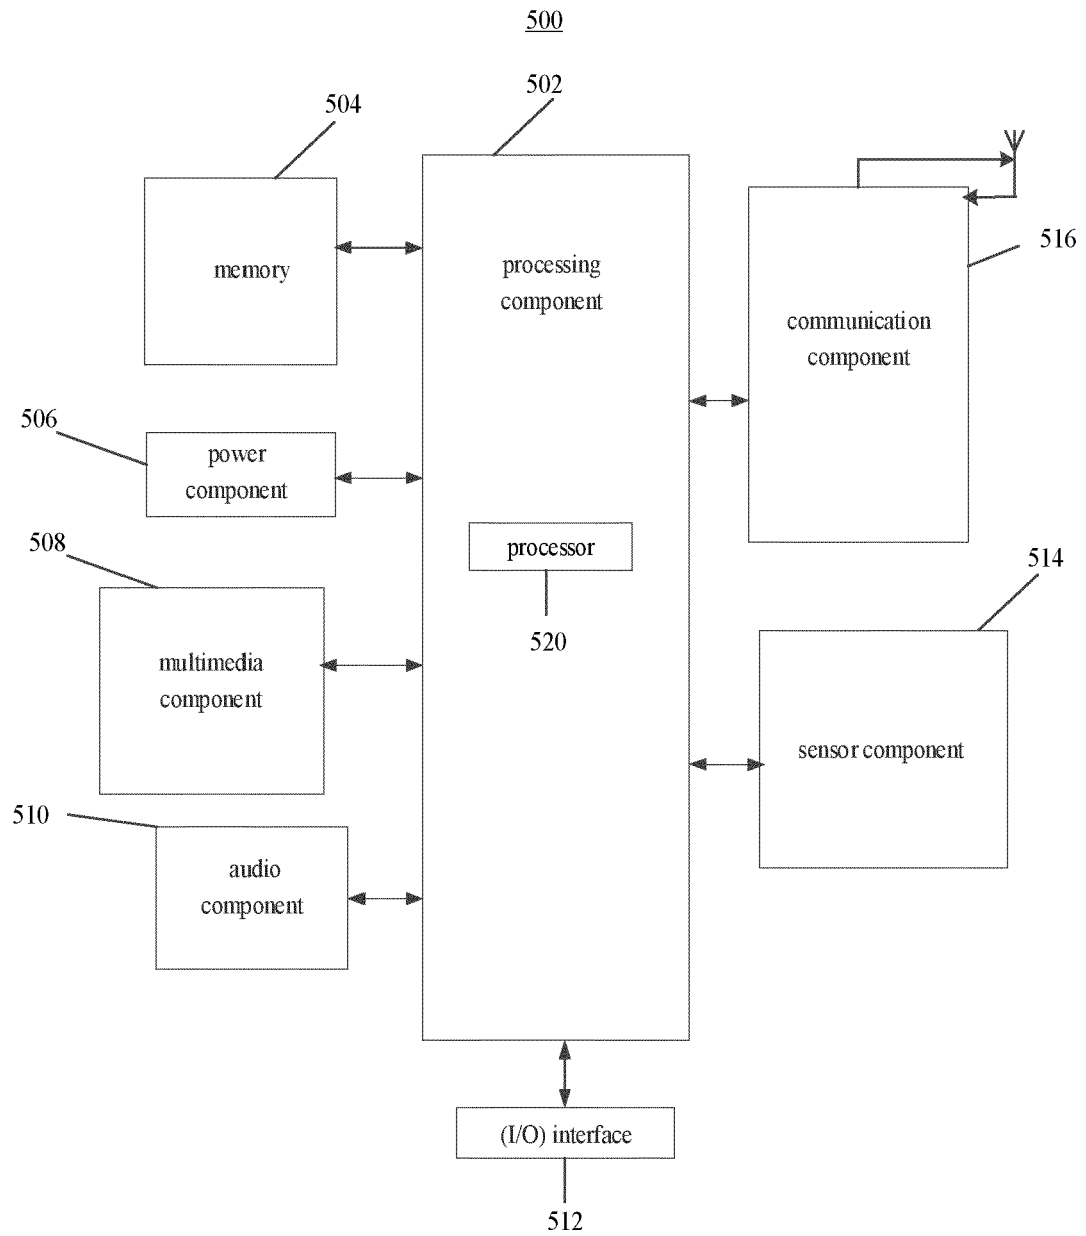 500
502
504
memory
processing
component
516
communication
component
506
power
component
processor
520
508
multimedia
component
514
sensor component
510
audio
component
(I/O) interface
512